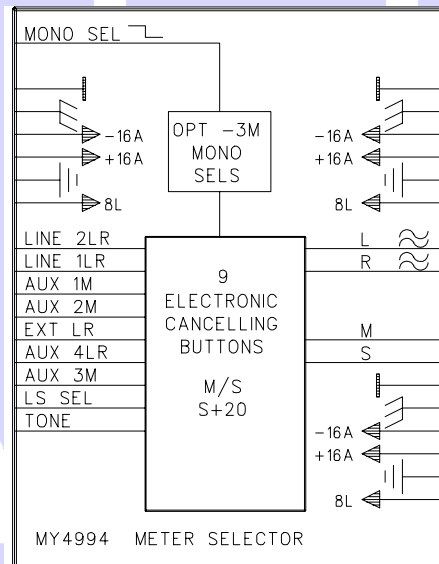 MONO SEL
OPT -3M
MONO
SELS
-16A
+16A
8L
-16A
+16A
8L
LINE 2LR
LINE 1LR
AUX 1M
AUX 2M
EXT LR
AUX 4LR
AUX 3M
LS SEL
TONE
9
ELECTRONIC
CANCELLING
BUTTONS
M/S
S+20
L
R
M
S
-16A
+16A
8L
MY4994 METER SELECTOR